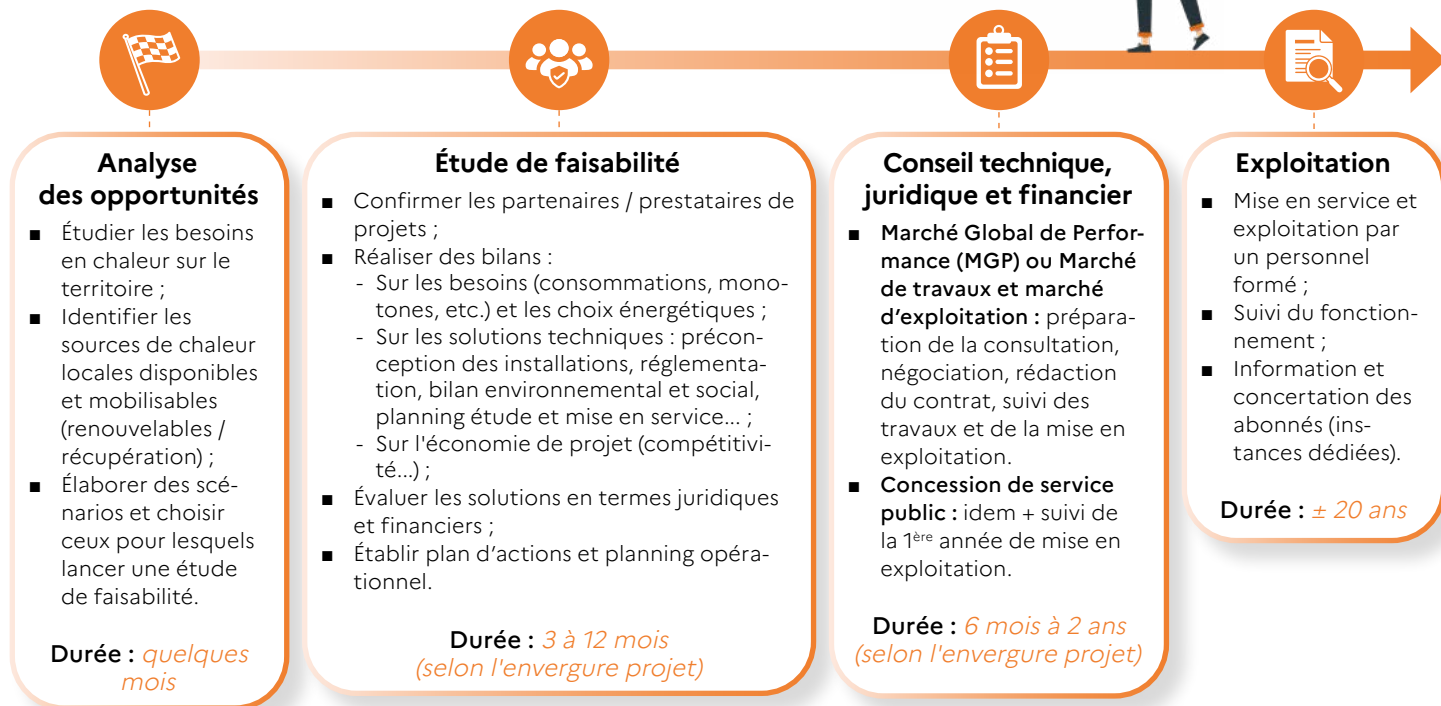 Analyse
des opportunités
■ Étudier les besoins
en chaleur sur le
territoire ;
■ Identifier les
sources de chaleur
locales disponibles
et mobilisables
(renouvelables /
récupération) ;
■ Élaborer des scé-
narios et choisir
ceux pour lesquels
lancer une étude
de faisabilité.
Durée : quelques
mois
Étude de faisabilité
■ Confirmer les partenaires / prestataires de
projets ;
■ Réaliser des bilans :
- Sur les besoins (consommations, mono-
tones, etc.) et les choix énergétiques ;
- Sur les solutions techniques : précon-
ception des installations, réglementa-
tion, bilan environnemental et social,
planning étude et mise en service... ;
- Sur l'économie de projet (compétitivi-
té...) ;
■ Évaluer les solutions en termes juridiques
et financiers ;
■ Établir plan d’actions et planning opéra-
tionnel.
Durée : 3 à 12 mois
(selon l'envergure projet)
Conseil technique,
juridique et financier
■ Marché Global de Perfor-
mance (MGP) ou Marché
de travaux et marché
d’exploitation : prépara-
tion de la consultation,
négociation, rédaction
du contrat, suivi des
travaux et de la mise en
exploitation.
■ Concession de service
public : idem + suivi de
la 1ère année de mise en
exploitation.
Durée : 6 mois à 2 ans
(selon l'envergure projet)
Exploitation
■ Mise en service et
exploitation par
un personnel
formé ;
■ Suivi du fonction-
nement ;
■ Information et
concertation des
abonnés (ins-
tances dédiées).
Durée : ± 20 ans